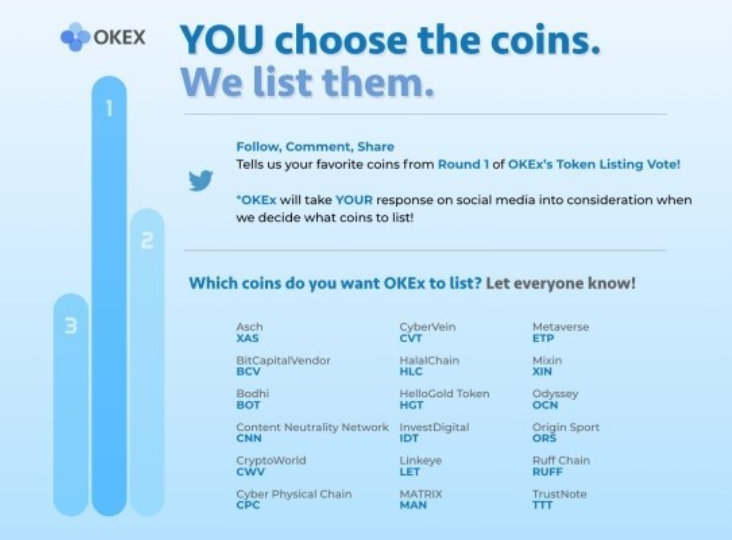 OKEX
YOU choose the coins.
We list them.
1
2
3
Follow, Comment, Share
Tells us your favorite coins from Round 1 of OKEx's Token Listing Vote!
*OKEx will take YOUR response on social media into consideration when
we decide what coins to list!
Which coins do you want OKEx to list? Let everyone know!
Asch
XAS
BitCapitalVendor
BCV
Bodhi
BOT
Content Neutrality Network
CNN
CryptoWorld
CWV
Cyber Physical Chain
CPC
CyberVein
CVT
HalalChain
HLC
HelloGold Token
HGT
InvestDigital
IDT
Linkeye
LET
MATRIX
MAN
Metaverse
ETP
Mixin
XIN
Odyssey
OCN
Origin Sport
ORS
Ruff Chain
RUFF
TrustNote
TTT